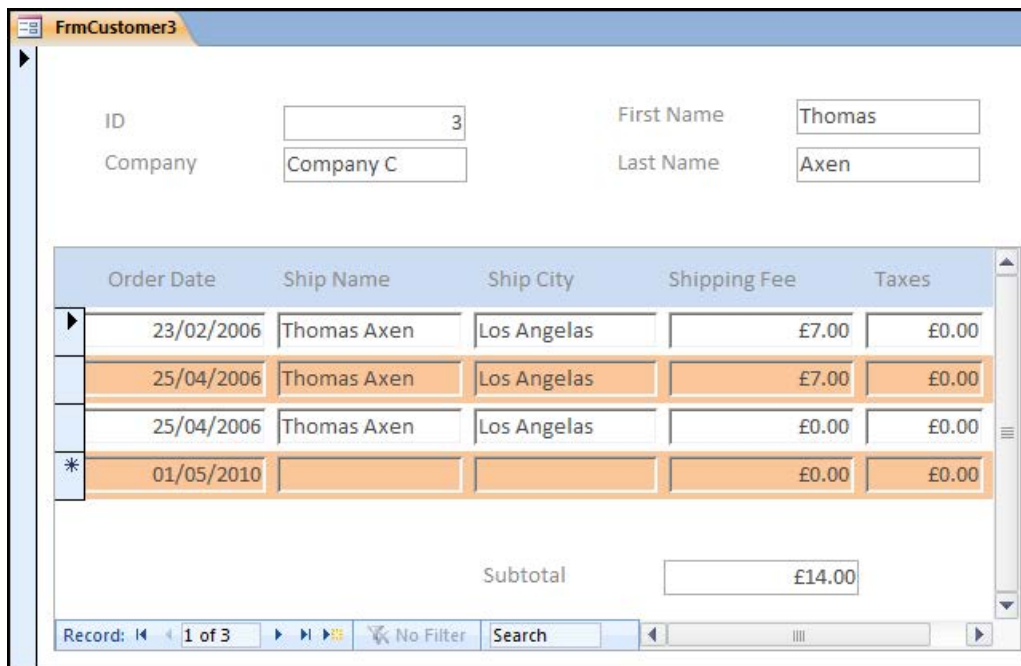 FrmCustomer3
ID 3 First Name Thomas
Company Company C Last Name Axen
Order Date Ship Name Ship City Shipping Fee Taxes
23/02/2006 Thomas Axen Los Angelas £7.00 £0.00
25/04/2006 Thomas Axen Los Angelas £7.00 £0.00
25/04/2006 Thomas Axen Los Angelas £0.00 £0.00
01/05/2010 £0.00 £0.00
Subtotal £14.00
Record: 1 of 3 No Filter Search